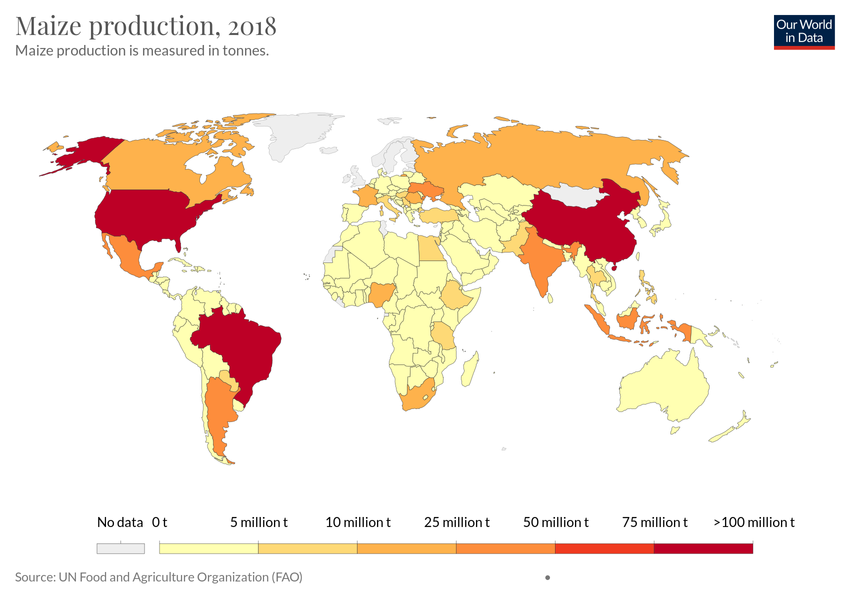 Maize production, 2018
Maize production is measured in tonnes.
Our World
in Data
No data 0 t 5 million t 10 million t 25 million t 50 million t 75 million t >100 million t
Source: UN Food and Agriculture Organization (FAO)